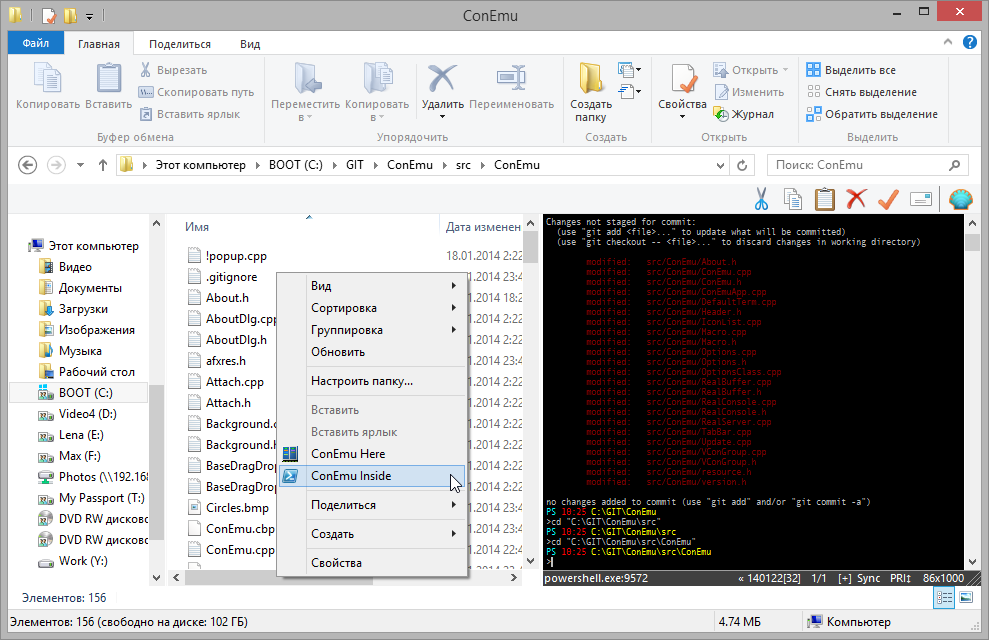 ConEmu
Файл Главная Поделиться Вид
Копировать Вставить
Вырезать
Скопировать путь
Вставить ярлык
Буфер обмена
Переместить в
Копировать в
Удалить Переименовать
Упорядочить
Создать папку
Создать
Свойства
Открыть
Изменить
Журнал
Открыть
Выделить все
Снять выделение
Обратить выделение
Выделить
Этот компьютер BOOT (C:) GIT ConEmu src ConEmu
Поиск: ConEmu
Этот компьютер
Видео
Документы
Загрузки
Изображения
Музыка
Рабочий стол
BOOT (C:)
Video4 (D:)
Lena (E:)
Max (F:)
Photos (\\192.168
My Passport (T:)
DVD RW дисково
DVD RW дисково
Work (Y:)
Имя Дата изменен
!popup.cpp 18.01.2014 2:22
.gitignore .01.2014 23:4
About.h .01.2014 18:2
AboutDlg.cpp .01.2014 2:22
AboutDlg.h .01.2014 2:22
afxres.h .01.2014 23:4
Attach.cpp .01.2014 2:22
Attach.h .01.2014 2:22
Background.c .01.2014 2:22
Background.h .01.2014 2:22
BaseDragDrop .01.2014 2:22
BaseDragDrop .01.2014 2:22
Circles.bmp .01.2014 23:4
ConEmu.cbp .01.2014 23:4
ConEmu.cpp .01.2014 22:4
Вид
Сортировка
Группировка
Обновить
Настроить папку...
Вставить
Вставить ярлык
ConEmu Here
ConEmu Inside
Поделиться
Создать
Свойства
Changes not staged for commit:
(use "git add <file>..." to update what will be committed)
(use "git checkout -- <file>..." to discard changes in working directory)
modified: src/ConEmu/About.h
modified: src/ConEmu/ConEmu.cpp
modified: src/ConEmu/ConEmu.h
modified: src/ConEmu/ConEmuApp.cpp
modified: src/ConEmu/DefaultTerm.cpp
modified: src/ConEmu/Header.h
modified: src/ConEmu/IconList.cpp
modified: src/ConEmu/Macro.cpp
modified: src/ConEmu/Macro.h
modified: src/ConEmu/Options.cpp
modified: src/ConEmu/Options.h
modified: src/ConEmu/OptionsClass.cpp
modified: src/ConEmu/RealBuffer.cpp
modified: src/ConEmu/RealBuffer.h
modified: src/ConEmu/RealConsole.cpp
modified: src/ConEmu/RealConsole.h
modified: src/ConEmu/RealServer.cpp
modified: src/ConEmu/TabBar.cpp
modified: src/ConEmu/Update.cpp
modified: src/ConEmu/VConGroup.cpp
modified: src/ConEmu/VConGroup.h
modified: src/ConEmu/resource.h
modified: src/ConEmu/version.h
no changes added to commit (use "git add" and/or "git commit -a")
PS 10:25 C:\GIT\ConEmu
>cd "C:\GIT\ConEmu\src"
PS 10:25 C:\GIT\ConEmu\src
>cd "C:\GIT\ConEmu\src\ConEmu"
PS 10:25 C:\GIT\ConEmu\src\ConEmu
>
powershell.exe:9572 « 140122[32] 1/1 [+] Sync PRI↕ 86x1000
Элементов: 156
Элементов: 156 (свободно на диске: 102 ГБ) 4.74 МБ Компьютер